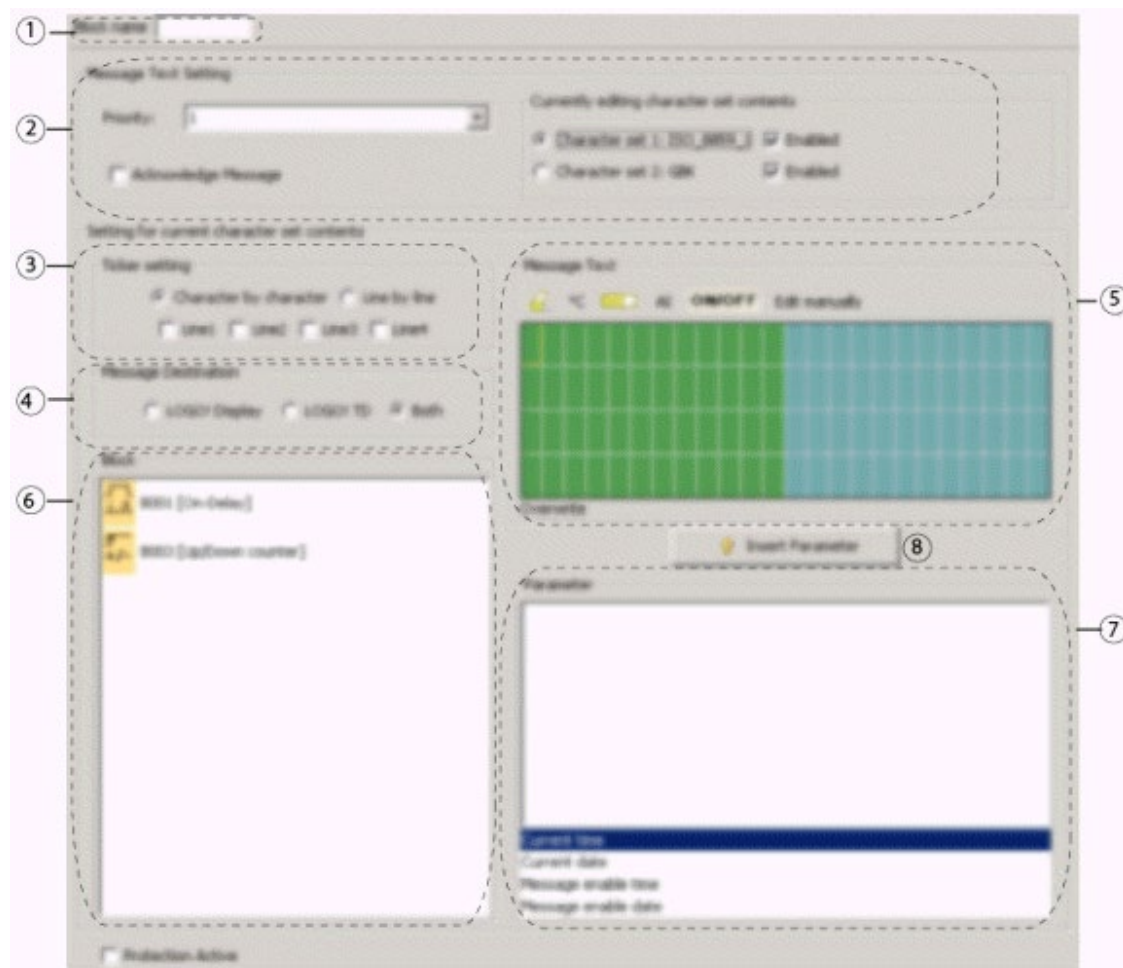 ① Block name
Message Text Setting
② Priority: 1
Currently editing character set contents
Character set 1: ISO_8859_1 Enabled
Character set 2: GBK Enabled
Acknowledge Message
Setting for current character set contents
③ Ticker setting
Character by character Line by line
Line1 Line2 Line3 Line4
④ Message Destination
LOGO! Display LOGO! TD Both
⑤ Message Text
°C AI ON/OFF Edit manually
Overwrite
⑥ Block
[On-Delay]
[Up/Down counter]
Insert Parameter ⑧
Parameter
⑦
Current time
Current date
Message enable time
Message enable date
Protection Active